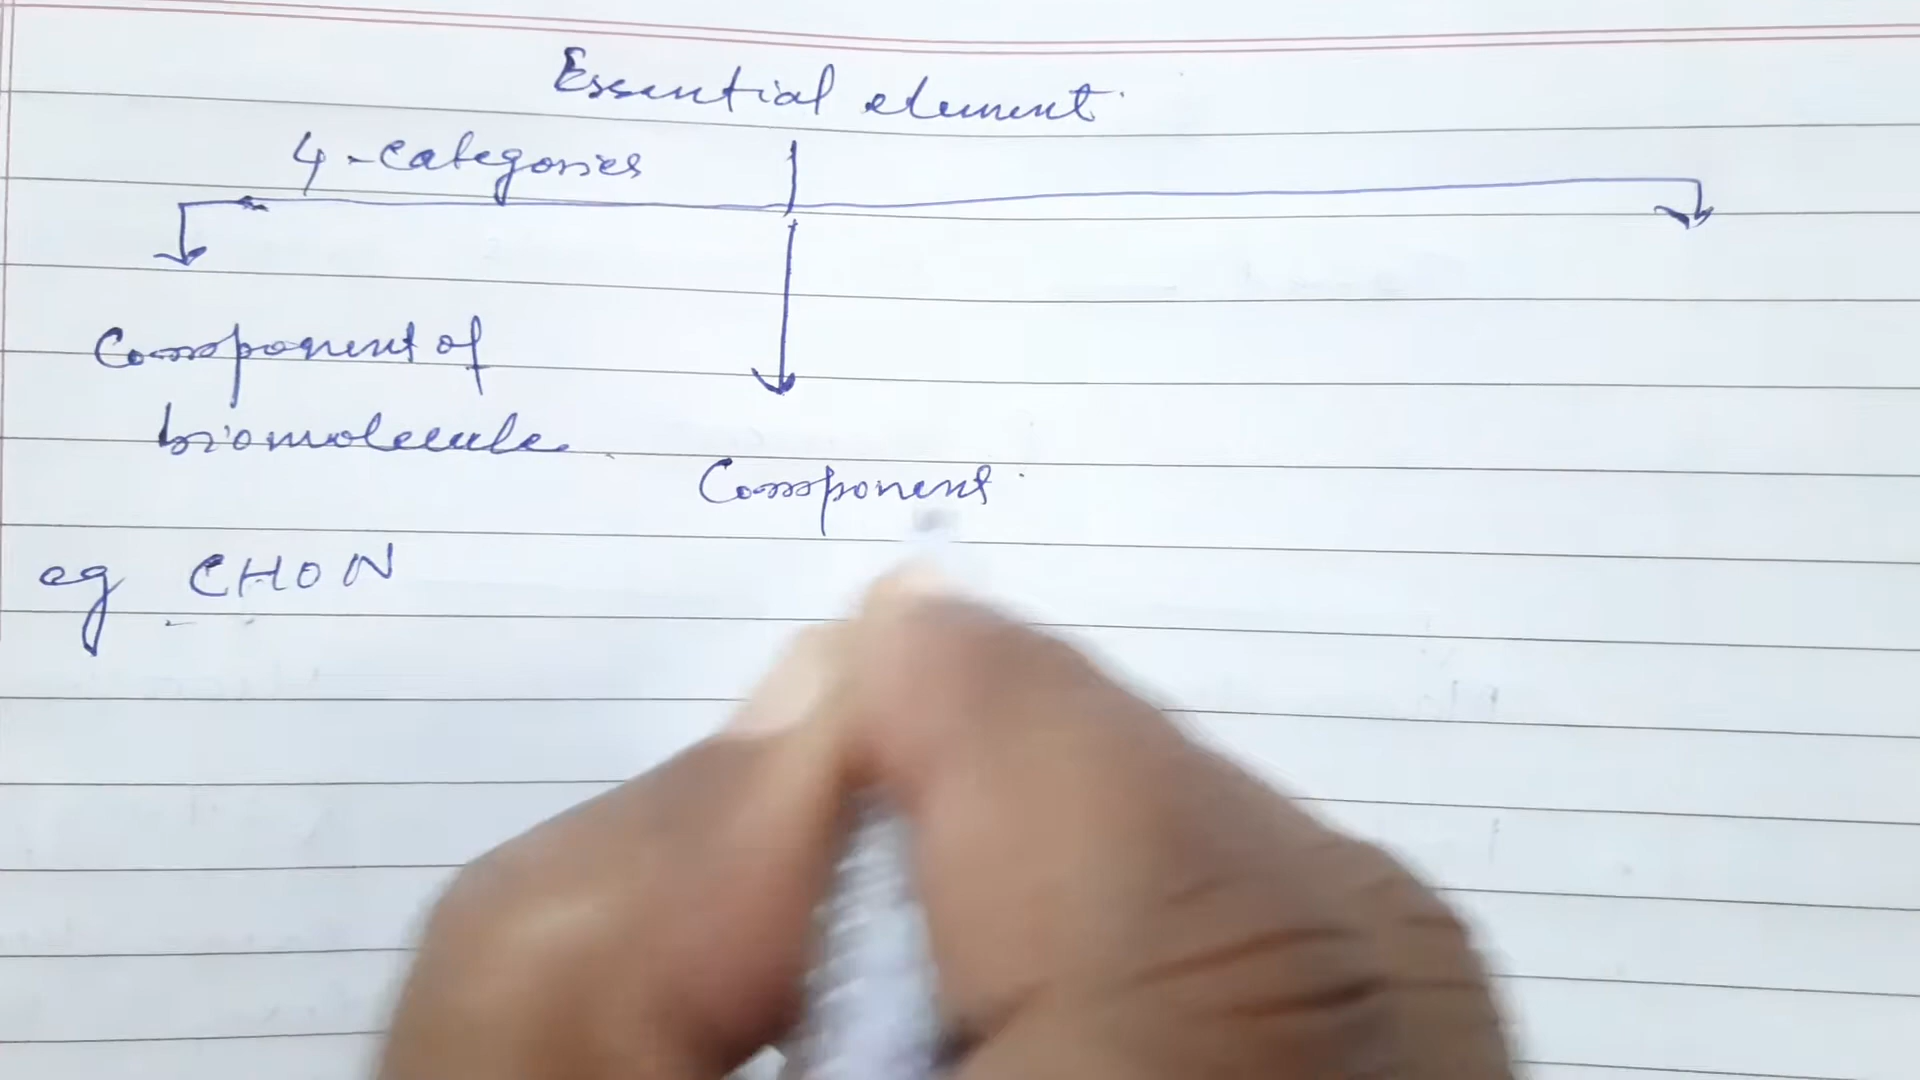 Essential element
4-categories
Component of
biomolecule
Component
eg CHON